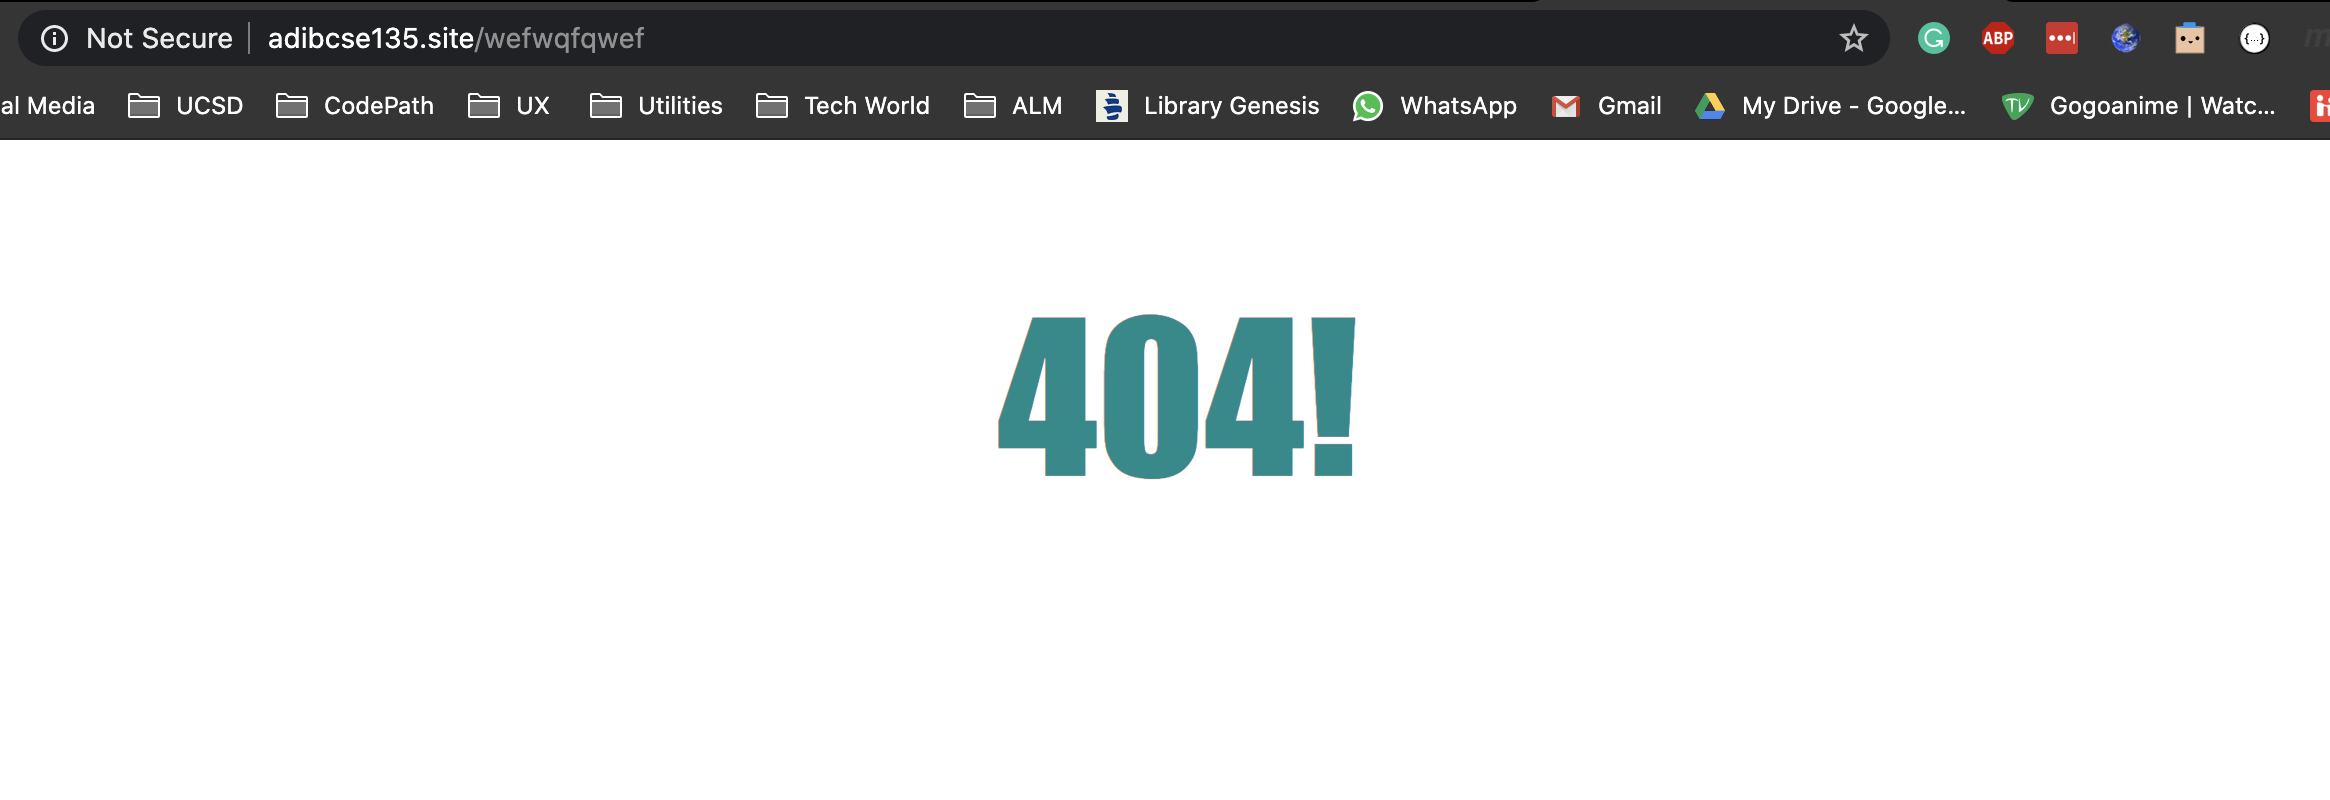 Not Secure | adibcse135.site/wefwqfqwef
ABP
al Media UCSD CodePath UX Utilities Tech World ALM Library Genesis WhatsApp Gmail My Drive - Google... Gogoanime | Watc...
404!